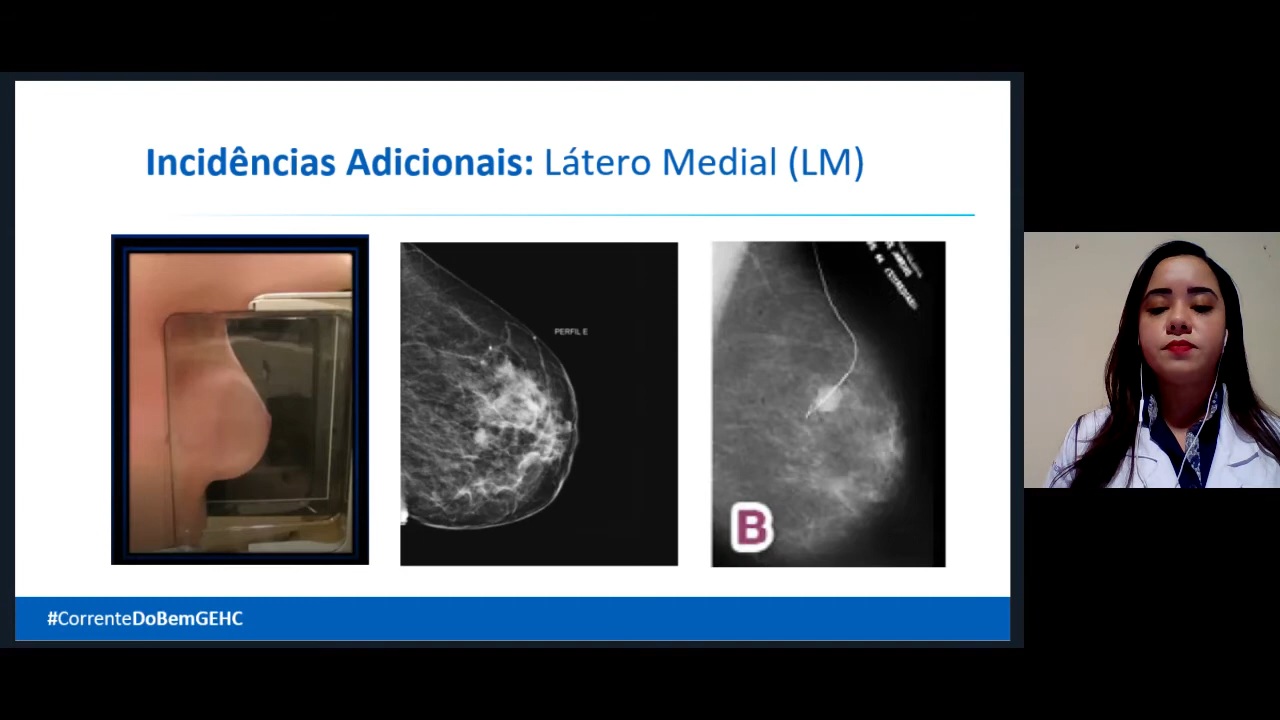 Incidências Adicionais: Látero Medial (LM)
PERFIL E
B
#CorrenteDoBemGEHC